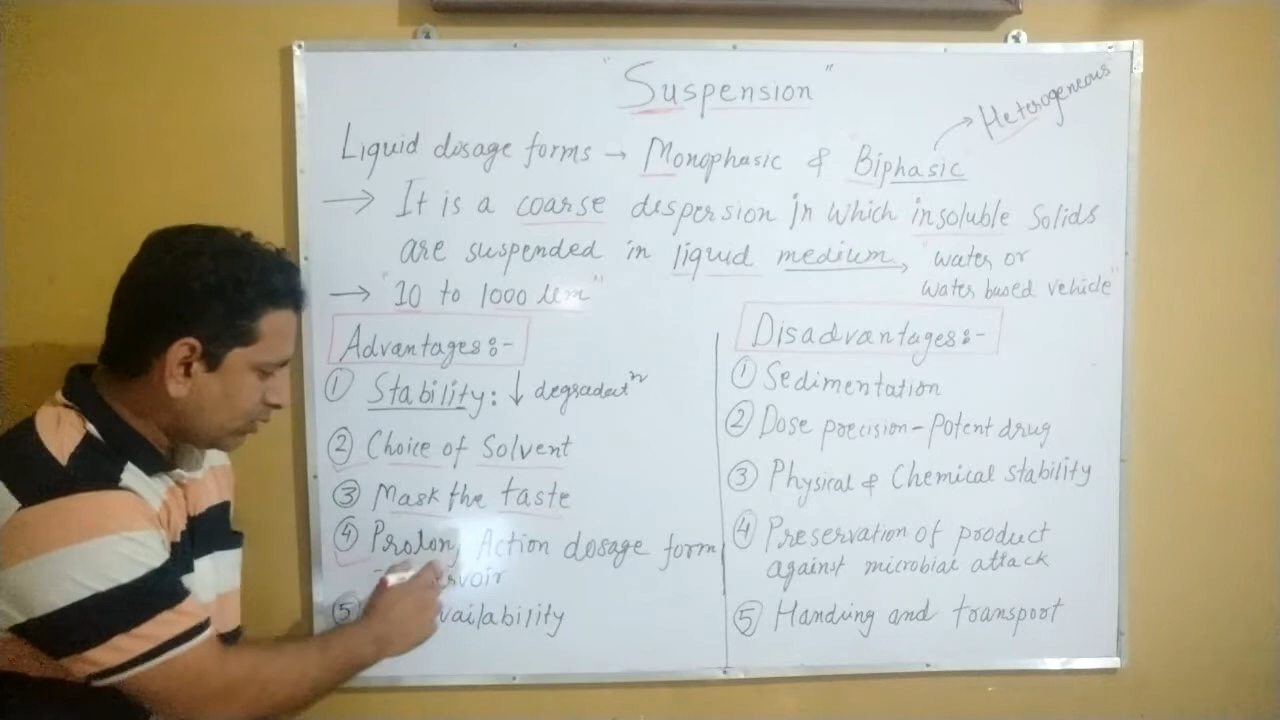 "Suspension"
Heterogeneous
Liquid dosage forms → Monophasic & Biphasic
→ It is a coarse dispersion in which insoluble solids
are suspended in liquid medium → "water or
water based vehicle"
→ "10 to 1000 µm"
Advantages:-
① Stability: ↓ degradatⁿ
② Choice of Solvent
③ Mask the taste
④ Prolong Action dosage form
⑤
Disadvantages:-
① Sedimentation
② Dose precision - Potent drug
③ Physical & Chemical stability
④ Preservation of product
against microbial attack
⑤ Handling and transport